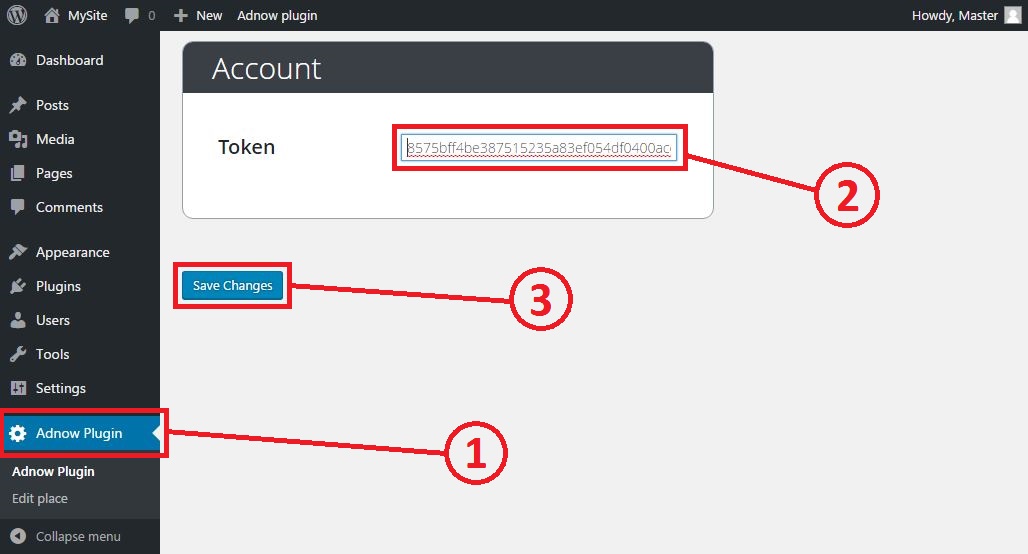 MySite 0 New Adnow plugin Howdy, Master
Dashboard
Posts
Media
Pages
Comments
Appearance
Plugins
Users
Tools
Settings
Adnow Plugin
Adnow Plugin
Edit place
Collapse menu
Account
Token 8575bff4be387515235a83ef054df0400ac
2
Save Changes
3
1